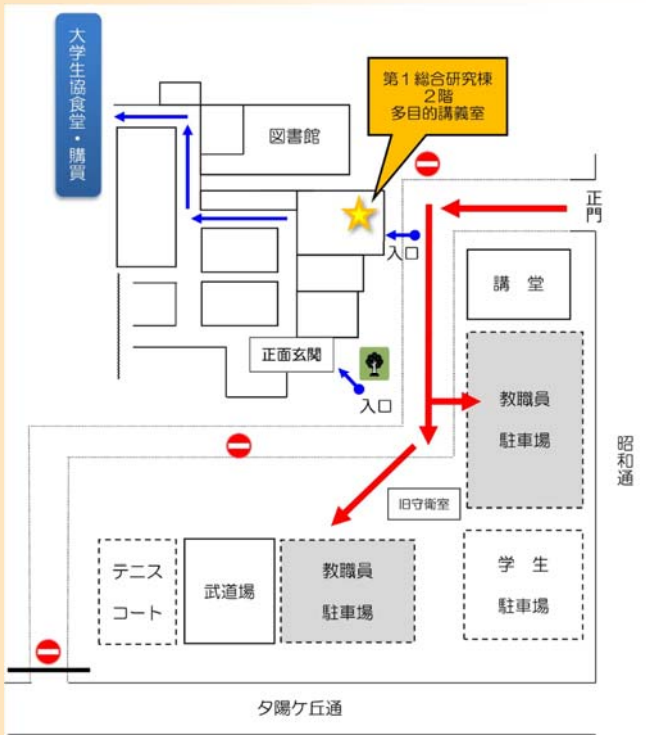 大学生協食堂・購買
第１総合研究棟
２階
多目的講義室
図書館
正門
入口
講　堂
正面玄関
入口
教職員
駐車場
昭和通
旧守衛室
テニス
コート
武道場
教職員
駐車場
学　生
駐車場
夕陽ケ丘通